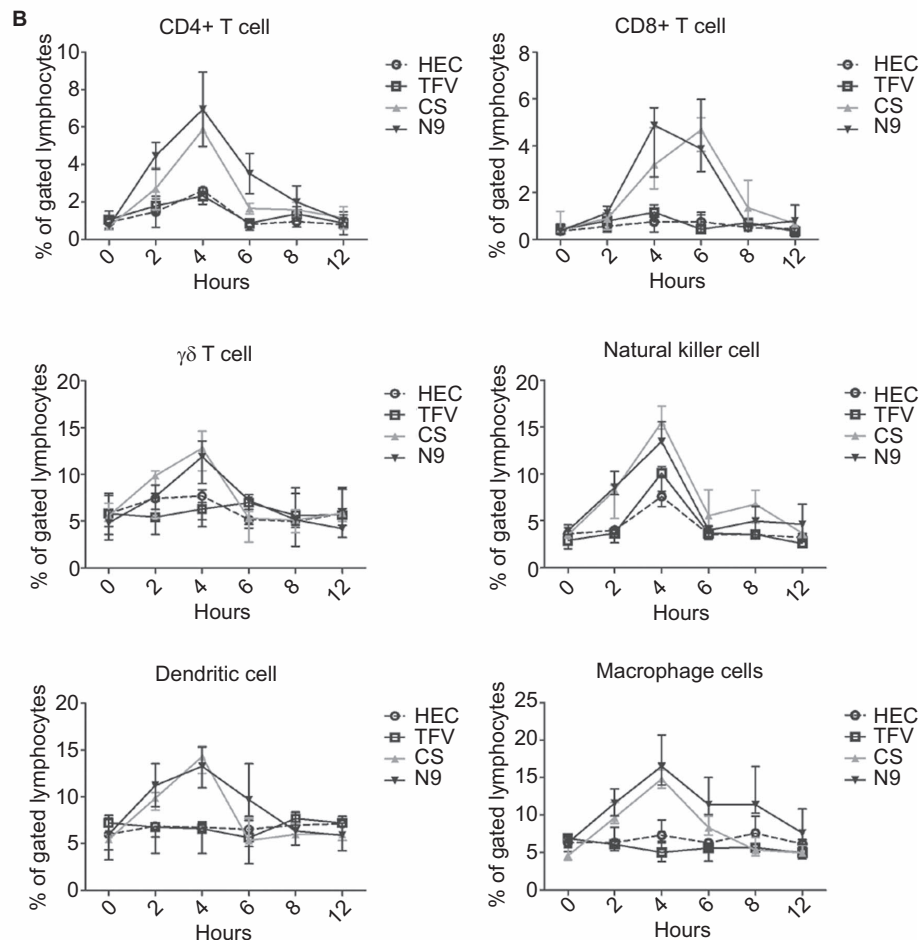 B
CD4+ T cell
% of gated lymphocytes
10
8
6
4
2
0
0 2 4 6 8 12
Hours
HEC
TFV
CS
N9
CD8+ T cell
% of gated lymphocytes
8
6
4
2
0
0 2 4 6 8 12
Hours
HEC
TFV
CS
N9
γδ T cell
% of gated lymphocytes
20
15
10
5
0
0 2 4 6 8 12
Hours
HEC
TFV
CS
N9
Natural killer cell
% of gated lymphocytes
20
15
10
5
0
0 2 4 6 8 12
Hours
HEC
TFV
CS
N9
Dendritic cell
% of gated lymphocytes
20
15
10
5
0
0 2 4 6 8 12
Hours
HEC
TFV
CS
N9
Macrophage cells
% of gated lymphocytes
25
20
15
10
5
0
0 2 4 6 8 12
Hours
HEC
TFV
CS
N9